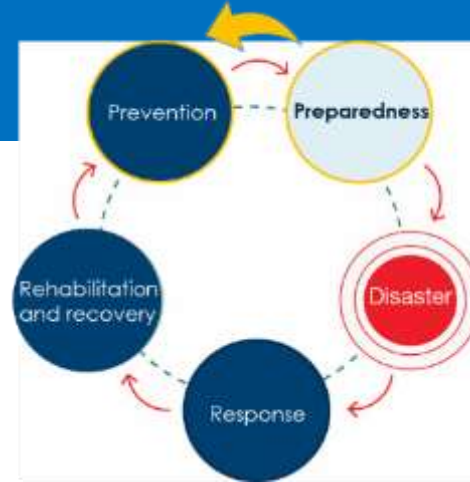 Prevention
Preparedness
Disaster
Response
Rehabilitation
and recovery